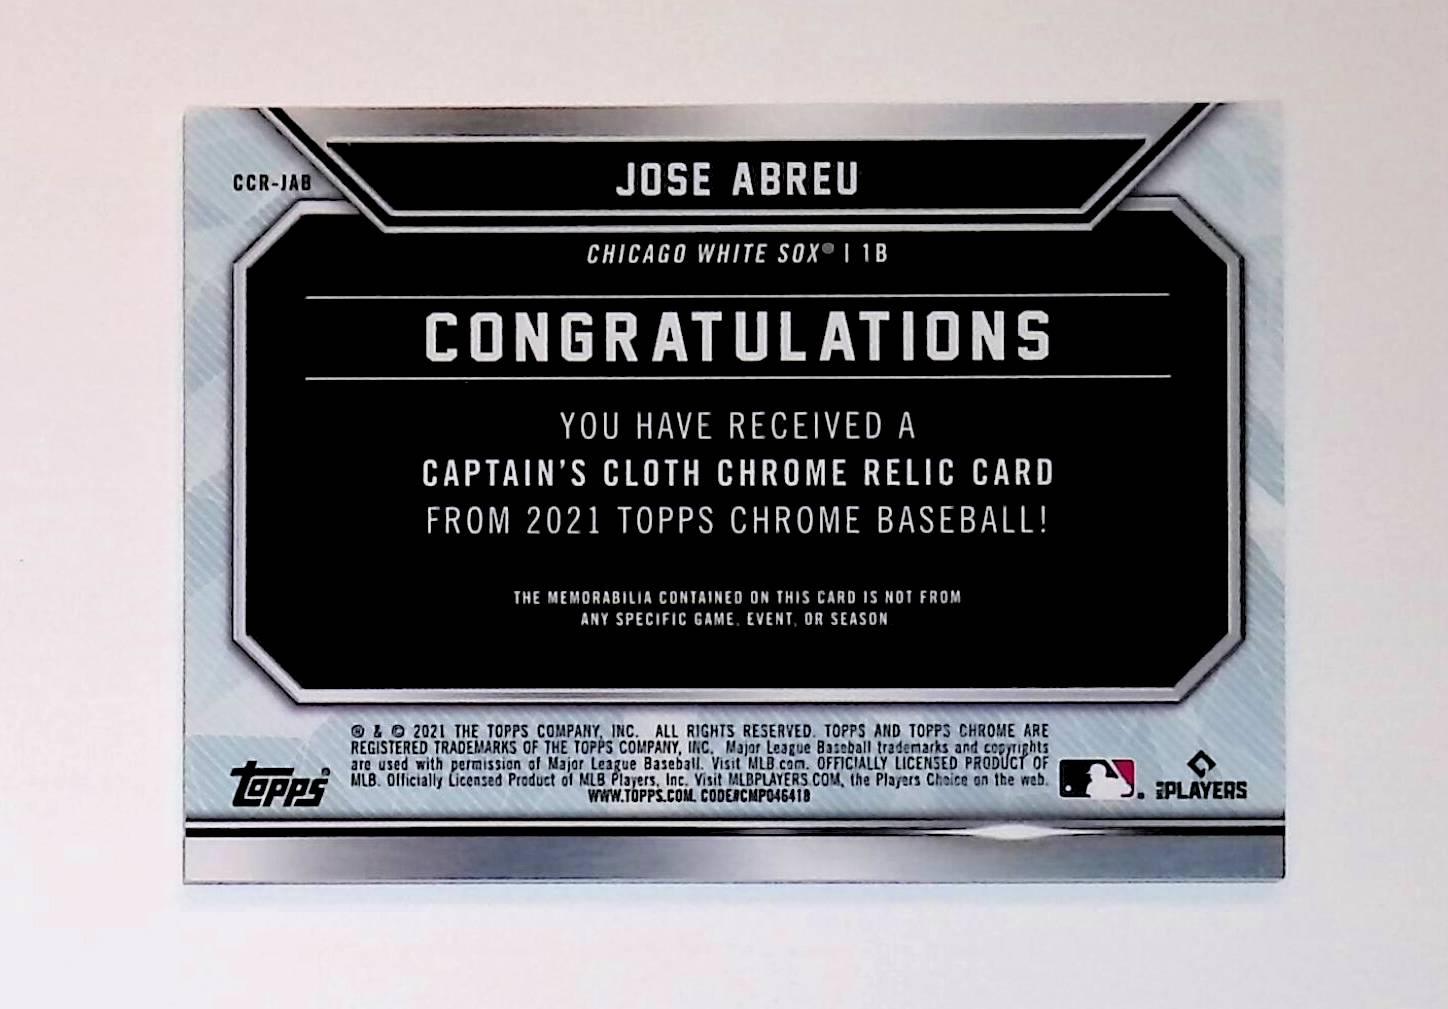 CCR-JAB
JOSE ABREU
CHICAGO WHITE SOX® | 1B
CONGRATULATIONS
YOU HAVE RECEIVED A
CAPTAIN'S CLOTH CHROME RELIC CARD
FROM 2021 TOPPS CHROME BASEBALL!
THE MEMORABILIA CONTAINED ON THIS CARD IS NOT FROM
ANY SPECIFIC GAME, EVENT, OR SEASON
® & © 2021 THE TOPPS COMPANY, INC. ALL RIGHTS RESERVED. TOPPS AND TOPPS CHROME ARE
REGISTERED TRADEMARKS OF THE TOPPS COMPANY, INC. Major League Baseball trademarks and copyrights
are used with permission of Major League Baseball. Visit MLB.com. OFFICIALLY LICENSED PRODUCT OF
MLB. Officially Licensed Product of MLB Players, Inc. Visit MLBPLAYERS.COM, the Players Choice on the web.
WWW.TOPPS.COM. CODE#CMP046418
topps®
MLB PLAYERS